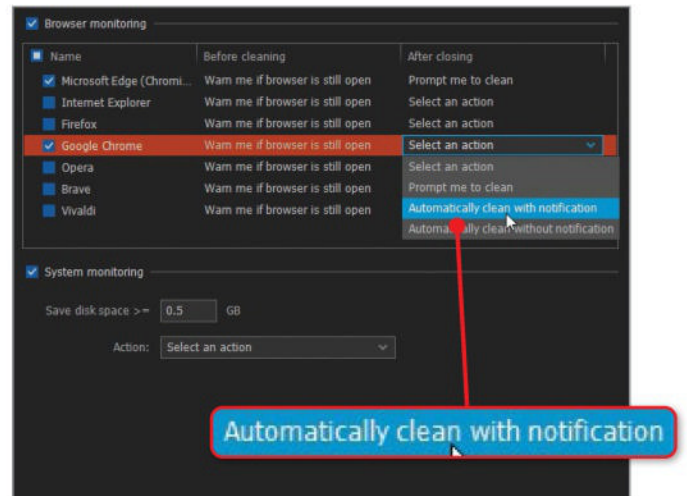 Browser monitoring
Name Before cleaning After closing
Microsoft Edge (Chromi... Warn me if browser is still open Prompt me to clean
Internet Explorer Warn me if browser is still open Select an action
Firefox Warn me if browser is still open Select an action
Google Chrome Warn me if browser is still open Select an action
Opera Warn me if browser is still open Select an action
Brave Warn me if browser is still open Prompt me to clean
Vivaldi Warn me if browser is still open Automatically clean with notification
Automatically clean without notification
System monitoring
Save disk space >= 0.5 GB
Action: Select an action
Automatically clean with notification